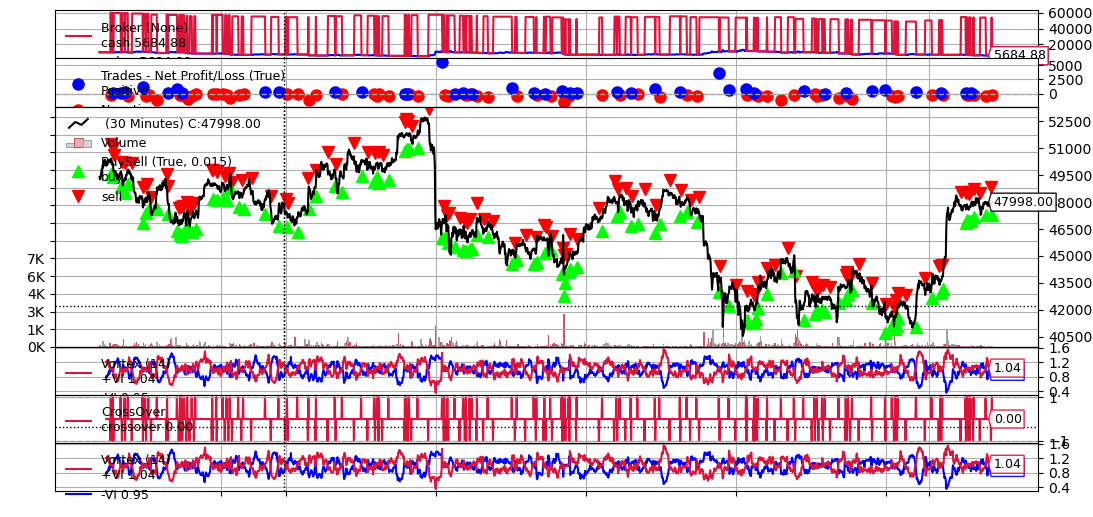 Broker (None)
cash 5684.88
60000
40000
20000
5684.88
Trades - Net Profit/Loss (True)
Positive
5000
2500
0
(30 Minutes) C:47998.00
Volume
BuySell (True, 0.015)
buy
sell
7K
6K
4K
3K
1K
0K
52500
51000
49500
48000
47998.00
46500
45000
43500
42000
40500
Vortex (14)
+VI 1.04
1.6
1.2
0.8
0.4
1.04
CrossOver
crossover 0.00
1
0.00
-1
Vortex (14)
+VI 1.04
-VI 0.95
1.6
1.2
0.8
0.4
1.04